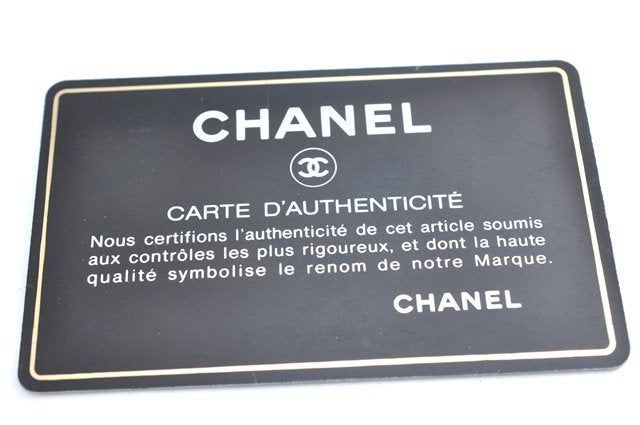 CHANEL
CARTE D'AUTHENTICITÉ
Nous certifions l'authenticité de cet article soumis
aux contrôles les plus rigoureux, et dont la haute
qualité symbolise le renom de notre Marque.
CHANEL